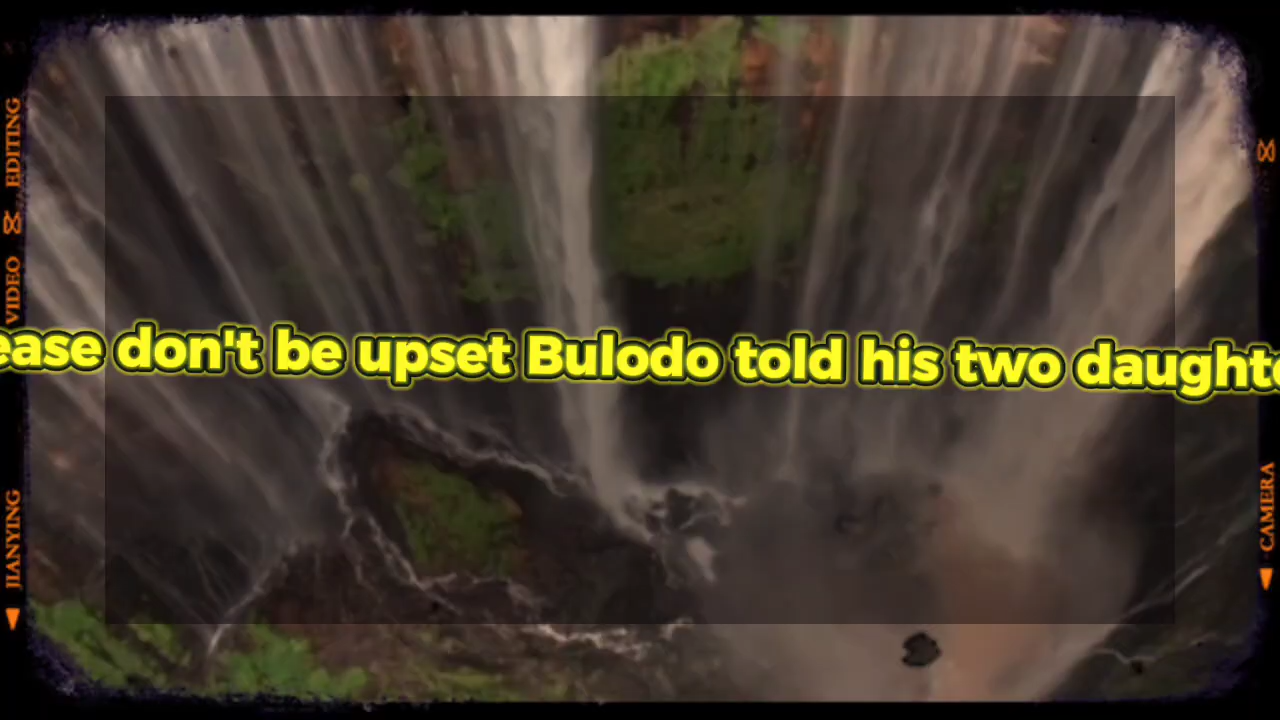 ease don't be upset Bulodo told his two daughte
EDITING
VIDEO
JIANYING
CAMERA